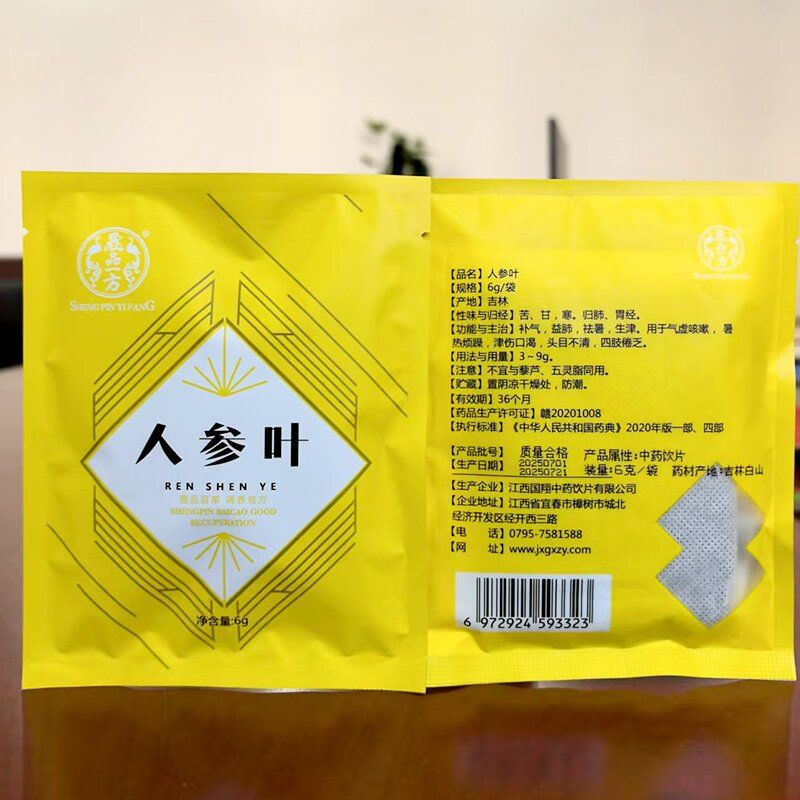 晟品一方
®
SHENG PIN YI FANG
人参叶
REN SHEN YE
晟品百草 调养有方
SHENGPIN BAICAO GOOD
RECUPERATION
净含量:6g
晟品一方
【品名】人参叶
【规格】6g/袋
【产地】吉林
【性味与归经】苦、甘，寒。归肺、胃经。
【功能与主治】补气，益肺，祛暑，生津。用于气虚咳嗽，暑
热烦躁，津伤口渴，头目不清，四肢倦乏。
【用法与用量】3~9g。
【注意】不宜与藜芦、五灵脂同用。
【贮藏】置阴凉干燥处，防潮。
【有效期】36个月
【药品生产许可证】赣20201008
【执行标准】《中华人民共和国药典》2020年版一部、四部
【产品批号】 质量合格 产品属性:中药饮片
20250701
【生产日期】 20250721 装量:6克/袋 药材产地:吉林白山
【生产企业】江西国翔中药饮片有限公司
【企业地址】江西省宜春市樟树市城北
经济开发区经开西三路
【电 话】0795-7581588
【网 址】www.jxgxzy.com
6 972924 593323